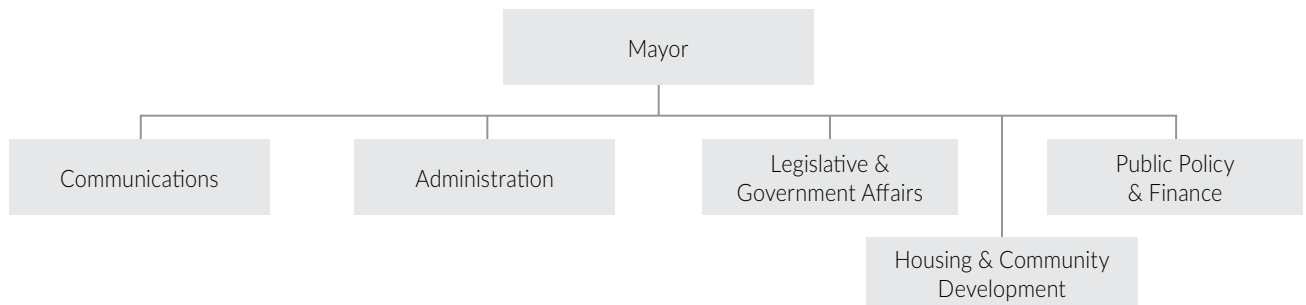 Mayor
Communications
Administration
Legislative &
Government Affairs
Public Policy
& Finance
Housing & Community
Development